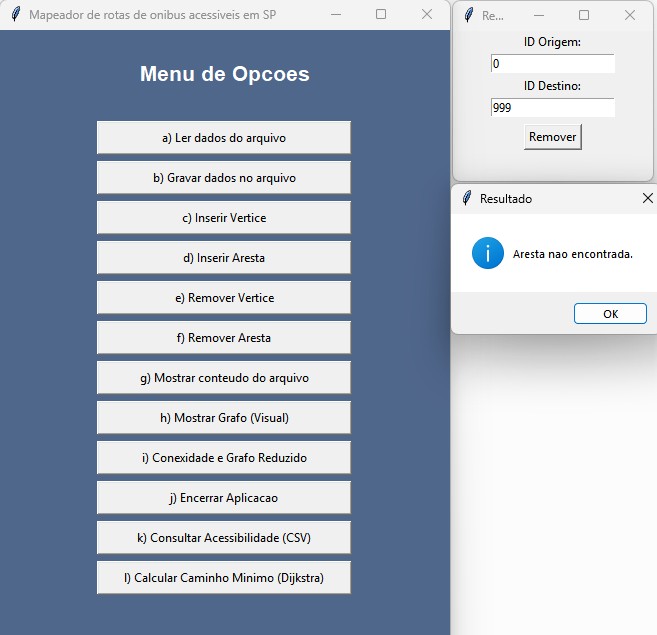 Mapeador de rotas de onibus acessiveis em SP
Menu de Opcoes
a) Ler dados do arquivo
b) Gravar dados no arquivo
c) Inserir Vertice
d) Inserir Aresta
e) Remover Vertice
f) Remover Aresta
g) Mostrar conteudo do arquivo
h) Mostrar Grafo (Visual)
i) Conexidade e Grafo Reduzido
j) Encerrar Aplicacao
k) Consultar Acessibilidade (CSV)
l) Calcular Caminho Minimo (Dijkstra)
Re...
ID Origem:
0
ID Destino:
999
Remover
Resultado
Aresta nao encontrada.
OK